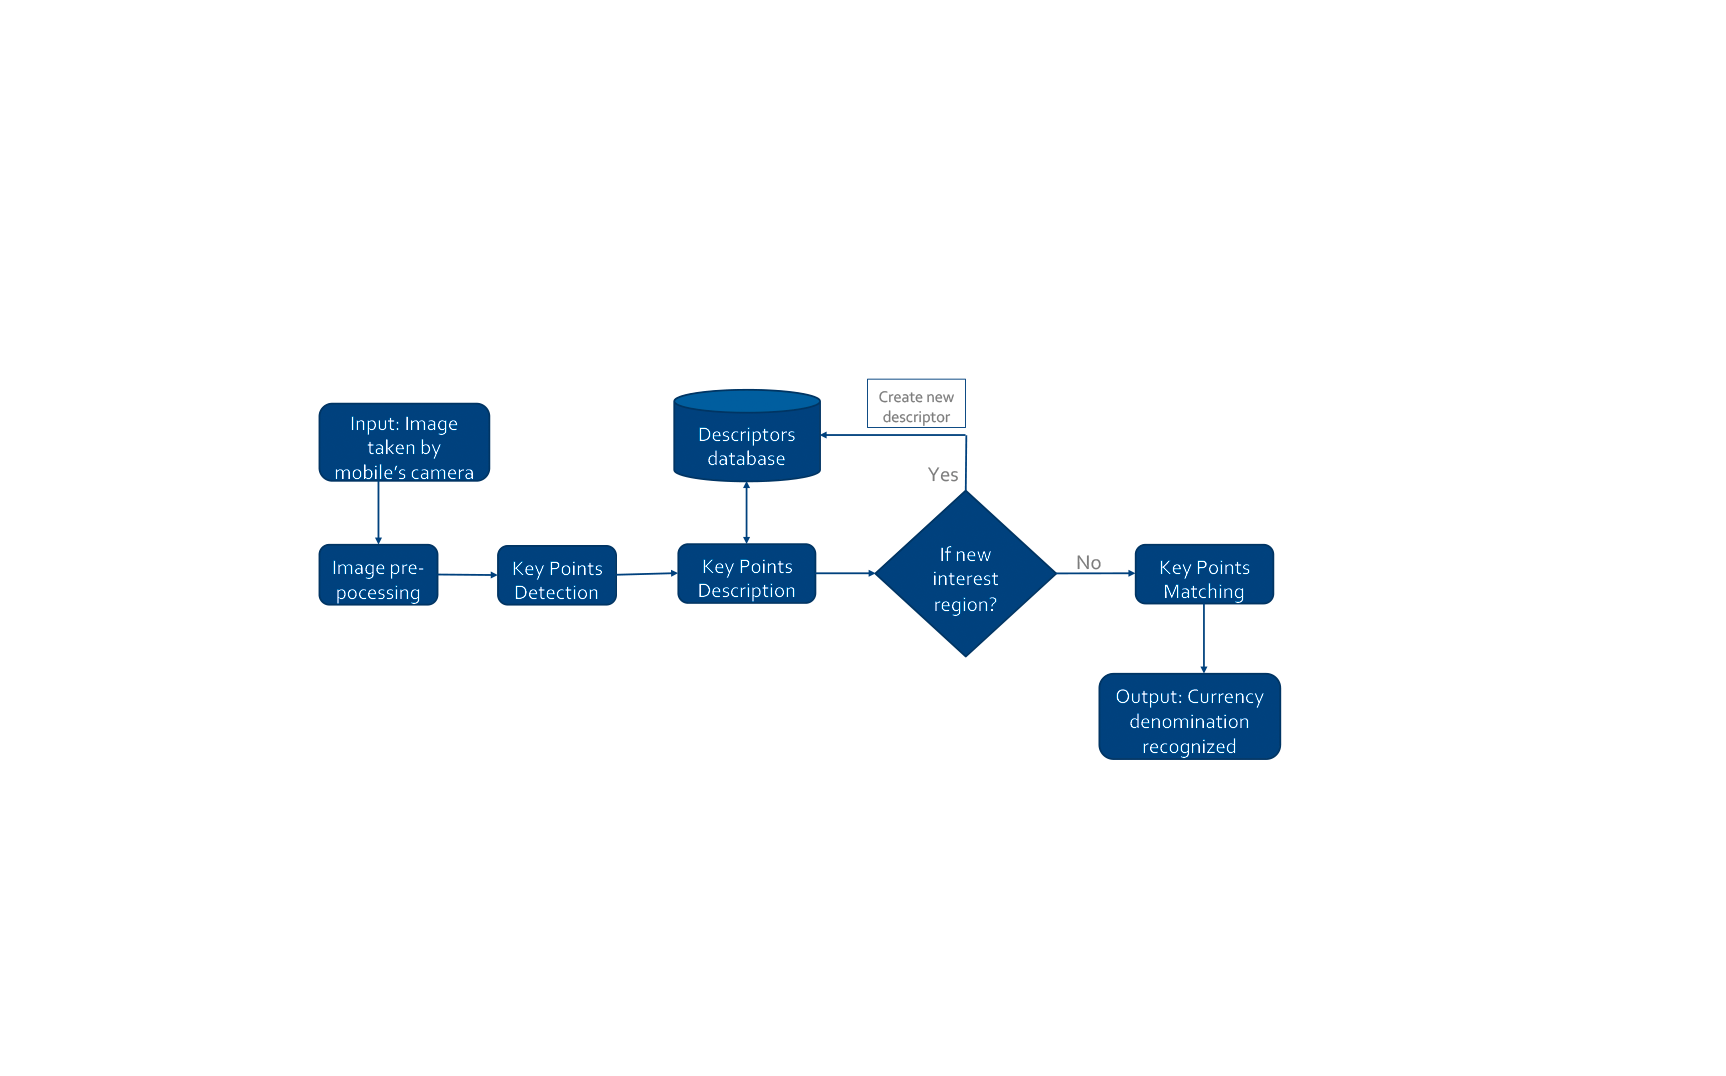 Input: Image
taken by
mobile's camera
Image pre-
pocessing
Key Points
Detection
Descriptors
database
Key Points
Description
Create new
descriptor
Yes
If new
interest
region?
No
Key Points
Matching
Output: Currency
denomination
recognized